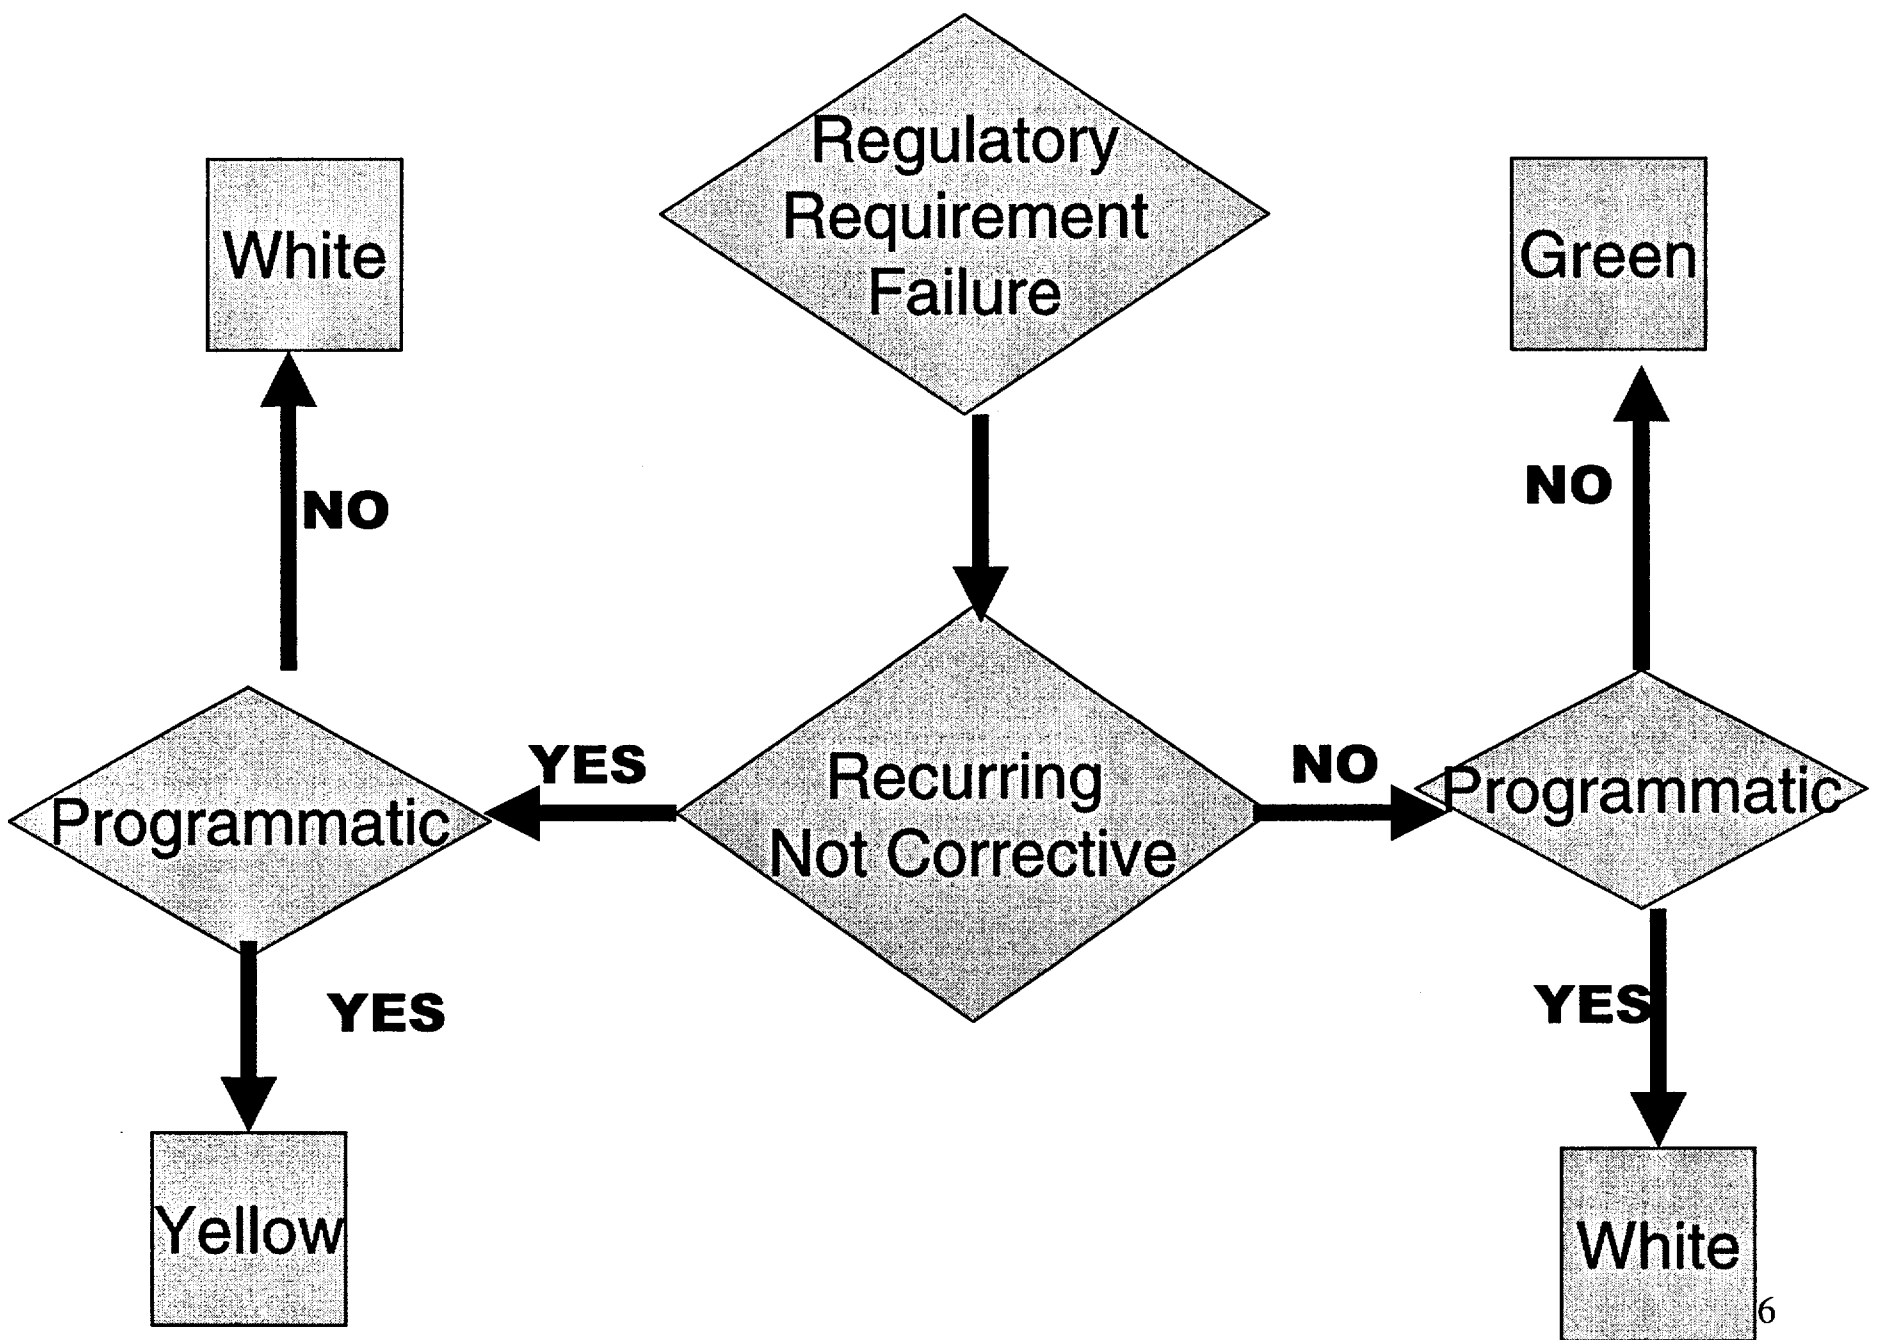 Regulatory
Requirement
Failure
White
Green
NO
NO
YES
NO
Recurring
Not Corrective
Programmatic
Programmatic
YES
YES
Yellow
White
6